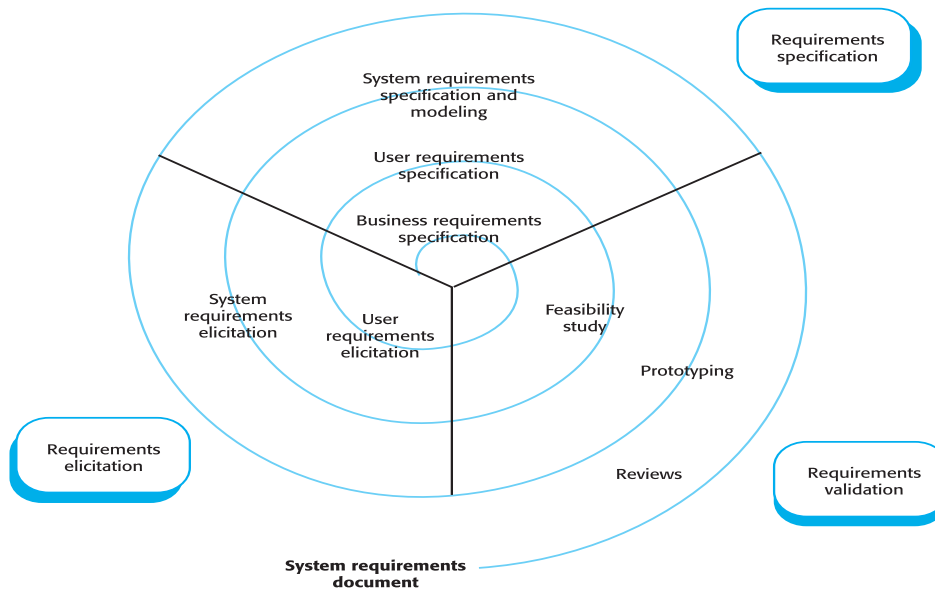 Requirements
specification
System requirements
specification and
modeling
User requirements
specification
Business requirements
specification
System
requirements
elicitation
User
requirements
elicitation
Feasibility
study
Prototyping
Reviews
Requirements
elicitation
Requirements
validation
System requirements
document